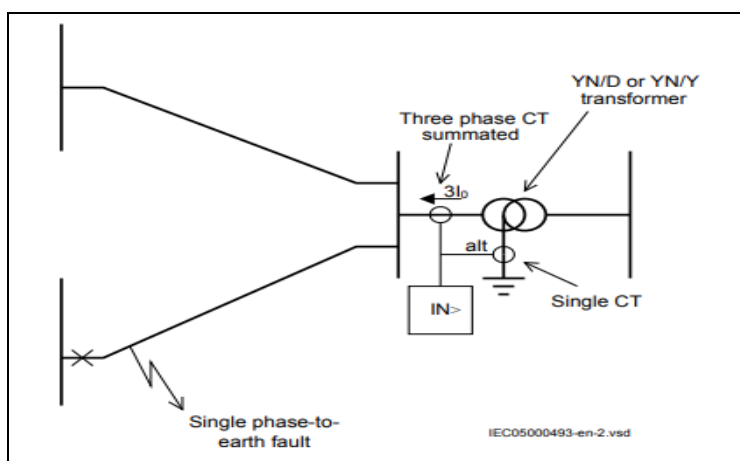 YN/D or YN/Y
transformer
Three phase CT
summated
3I₀
alt
Single CT
IN>
Single phase-to-
earth fault
IEC05000493-en-2.vsd